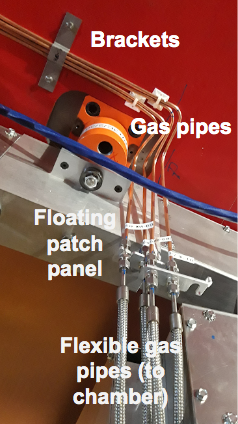 Brackets
Gas pipes
Floating
patch
panel
Flexible gas
pipes (to
chamber)